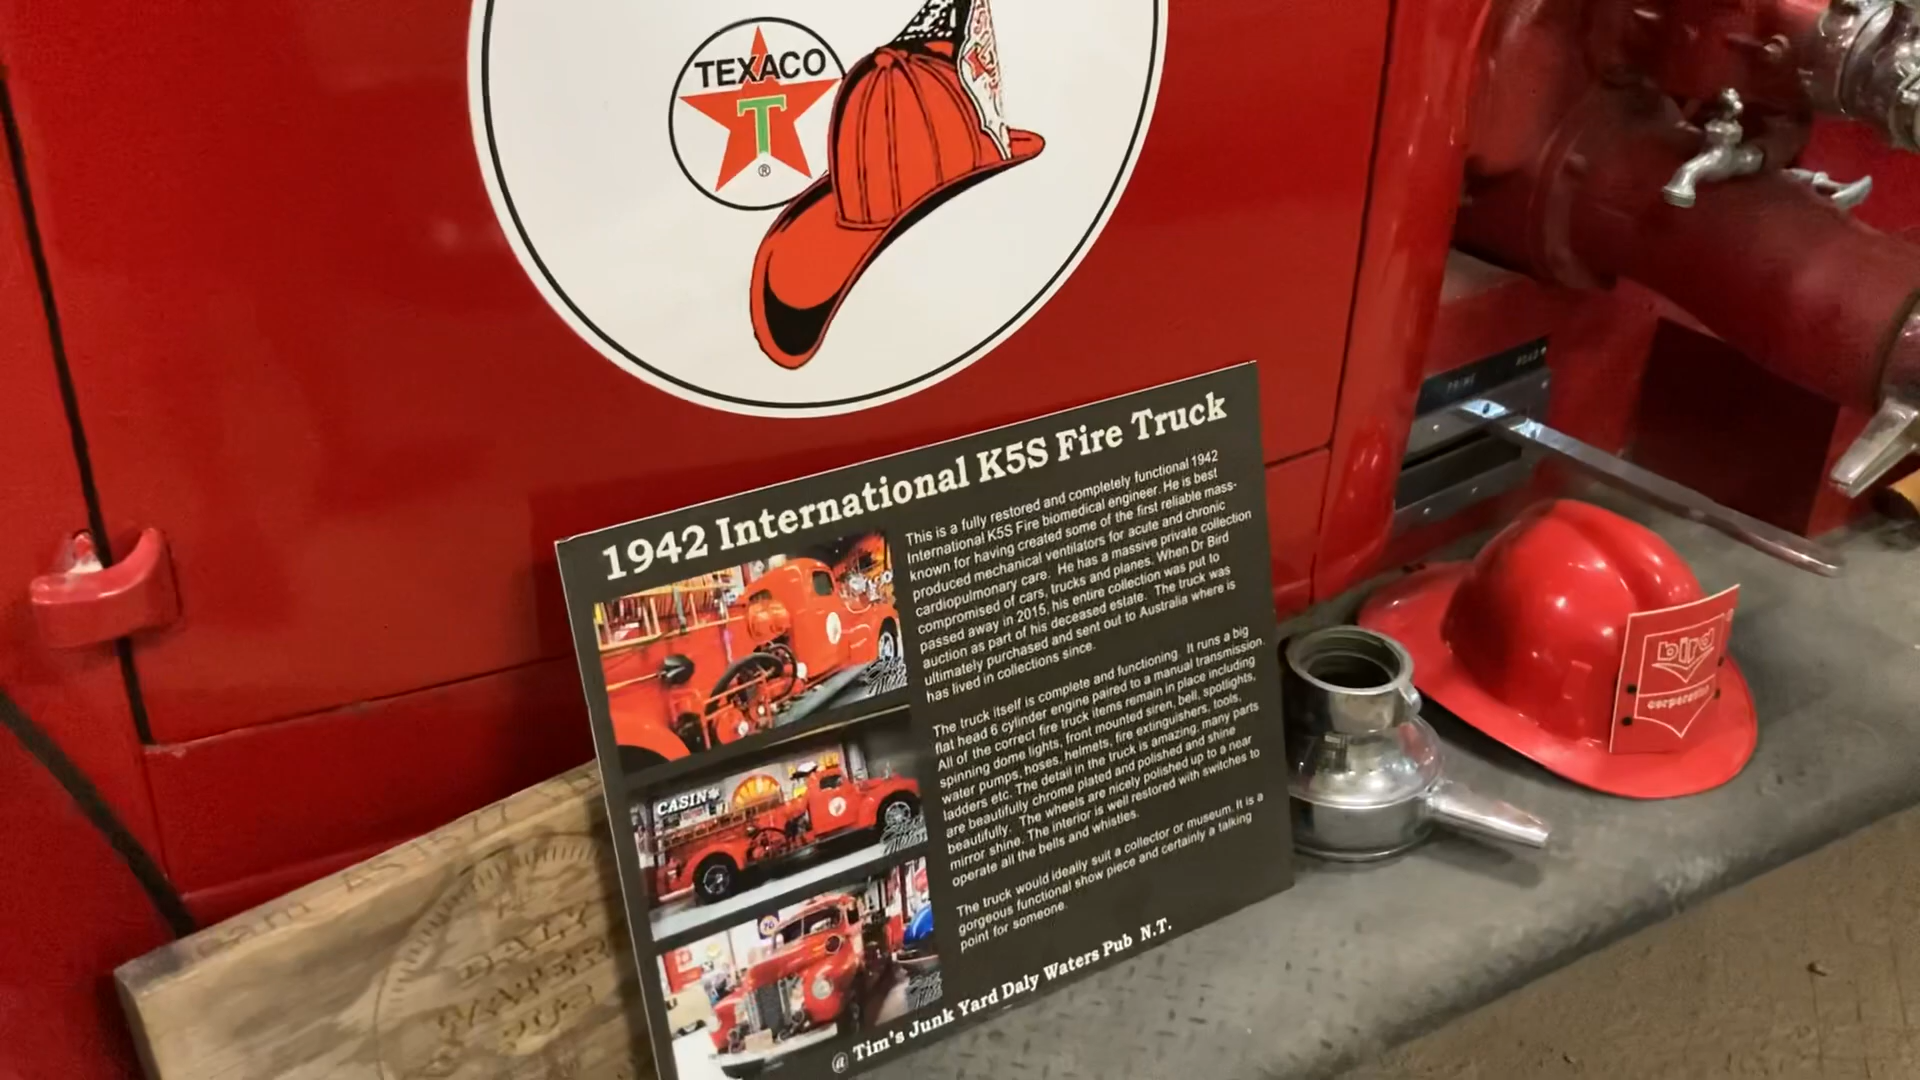 TEXACO
T
®
PRIME
ROAD
1942 International K5S Fire Truck
This is a fully restored and completely functional 1942
International K5S Fire biomedical engineer. He is best
known for having created some of the first reliable mass-
produced mechanical ventilators for acute and chronic
cardiopulmonary care. He has a massive private collection
compromised of cars, trucks and planes. When Dr Bird
passed away in 2015, his entire collection was put to
auction as part of his deceased estate. The truck was
ultimately purchased and sent out to Australia where is
has lived in collections since.
The truck itself is complete and functioning. It runs a big
flat head 6 cylinder engine paired to a manual transmission.
All of the correct fire truck items remain in place including
spinning dome lights, front mounted siren, bell, spotlights,
water pumps, hoses, helmets, fire extinguishers, tools,
ladders etc. The detail in the truck is amazing, many parts
are beautifully chrome plated and polished and shine
beautifully. The wheels are nicely polished up to a near
mirror shine. The interior is well restored with switches to
operate all the bells and whistles.
The truck would ideally suit a collector or museum. It is a
gorgeous functional show piece and certainly a talking
point for someone.
CASIN
76
@ Tim's Junk Yard Daly Waters Pub N.T.
bird
corporation
DALY
WATERS
PUB